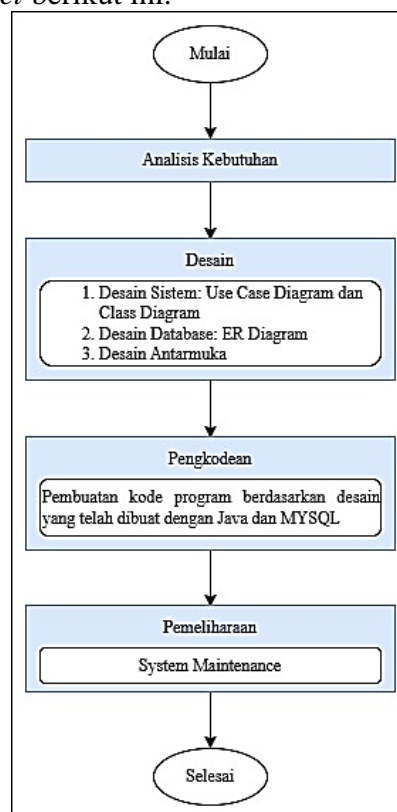 berikut ini:
Mulai
Analisis Kebutuhan
Desain
1. Desain Sistem: Use Case Diagram dan
Class Diagram
2. Desain Database: ER Diagram
3. Desain Antarmuka
Pengkodean
Pembuatan kode program berdasarkan desain
yang telah dibuat dengan Java dan MYSQL
Pemeliharaan
System Maintenance
Selesai